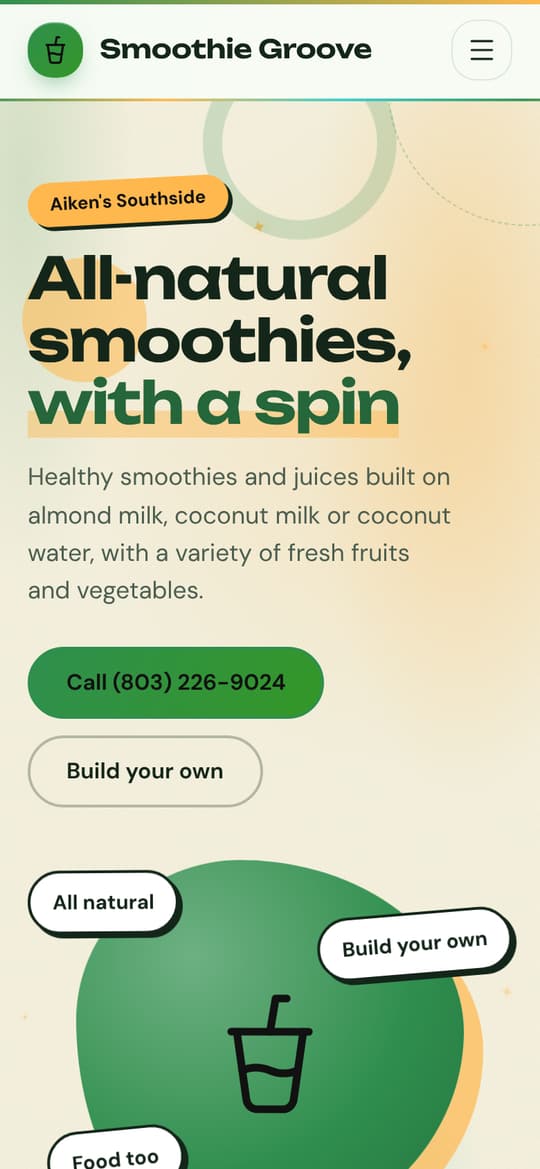 Smoothie Groove
Aiken's Southside
All-natural
smoothies,
with a spin
Healthy smoothies and juices built on
almond milk, coconut milk or coconut
water, with a variety of fresh fruits
and vegetables.
Call (803) 226-9024
Build your own
All natural
Build your own
Food too